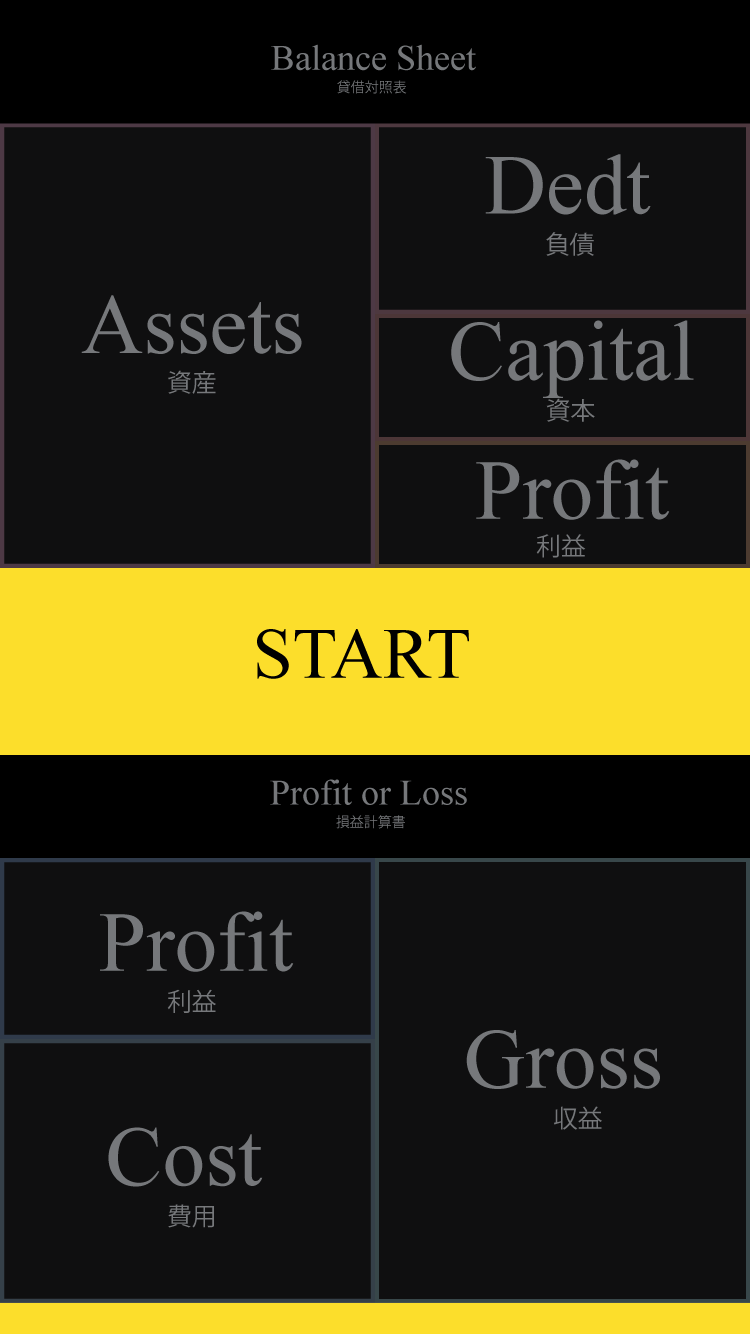 Balance Sheet
貸借対照表
Assets
資産
Dedt
負債
Capital
資本
Profit
利益
START
Profit or Loss
損益計算書
Profit
利益
Cost
費用
Gross
収益